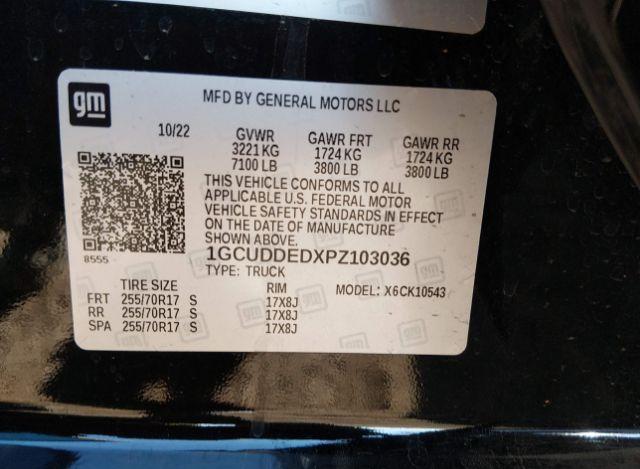 gm
MFD BY GENERAL MOTORS LLC
10/22 GVWR GAWR FRT GAWR RR
3221 KG 1724 KG 1724 KG
7100 LB 3800 LB 3800 LB
THIS VEHICLE CONFORMS TO ALL
APPLICABLE U.S. FEDERAL MOTOR
VEHICLE SAFETY STANDARDS IN EFFECT
ON THE DATE OF MANUFACTURE
SHOWN ABOVE.
8555
1GCUDDEDXPZ103036
TYPE: TRUCK
TIRE SIZE RIM MODEL: X6CK10543
FRT 255/70R17 S 17X8J
RR 255/70R17 S 17X8J
SPA 255/70R17 S 17X8J